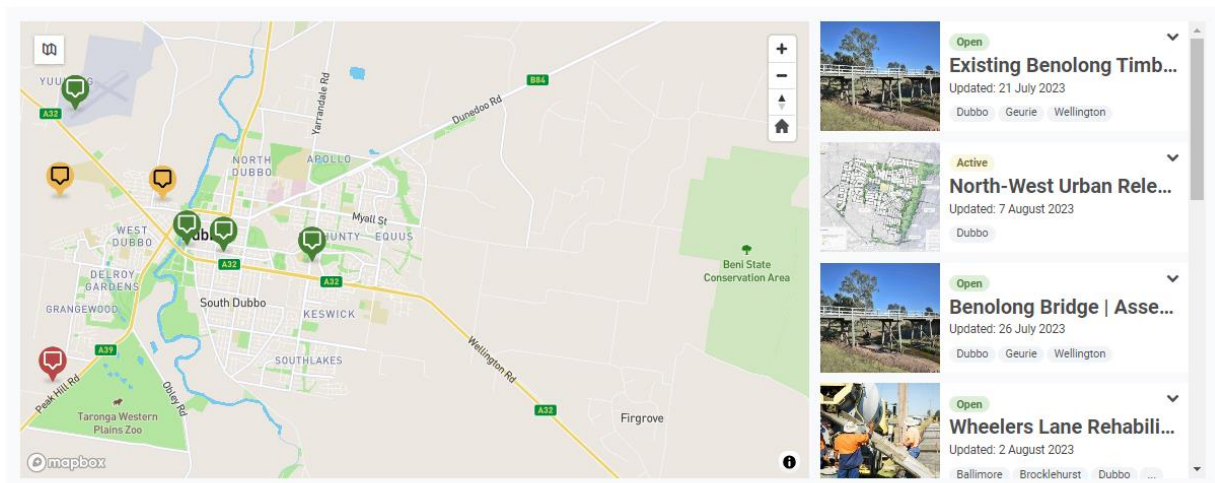 YUU
A32
B84
Yarrandale Rd
Dunedoo Rd
NORTH
DUBBO
APOLLO
Myall St
WEST
DUBBO
UNTY
EQUUS
A32
Beni State
Conservation Area
DELROY
GARDENS
A32
GRANGEWOOD
South Dubbo
KESWICK
A39
SOUTHLAKES
Wellington Rd
Peak Hill Rd
Obley Rd
Taronga Western
Plains Zoo
A32
Firgrove
mapbox
Open
Existing Benolong Timb...
Updated: 21 July 2023
Dubbo Geurie Wellington
Active
North-West Urban Rele...
Updated: 7 August 2023
Dubbo
Open
Benolong Bridge | Asse...
Updated: 26 July 2023
Dubbo Geurie Wellington
Open
Wheelers Lane Rehabili...
Updated: 2 August 2023
Ballimore Brocklehurst Dubbo ...